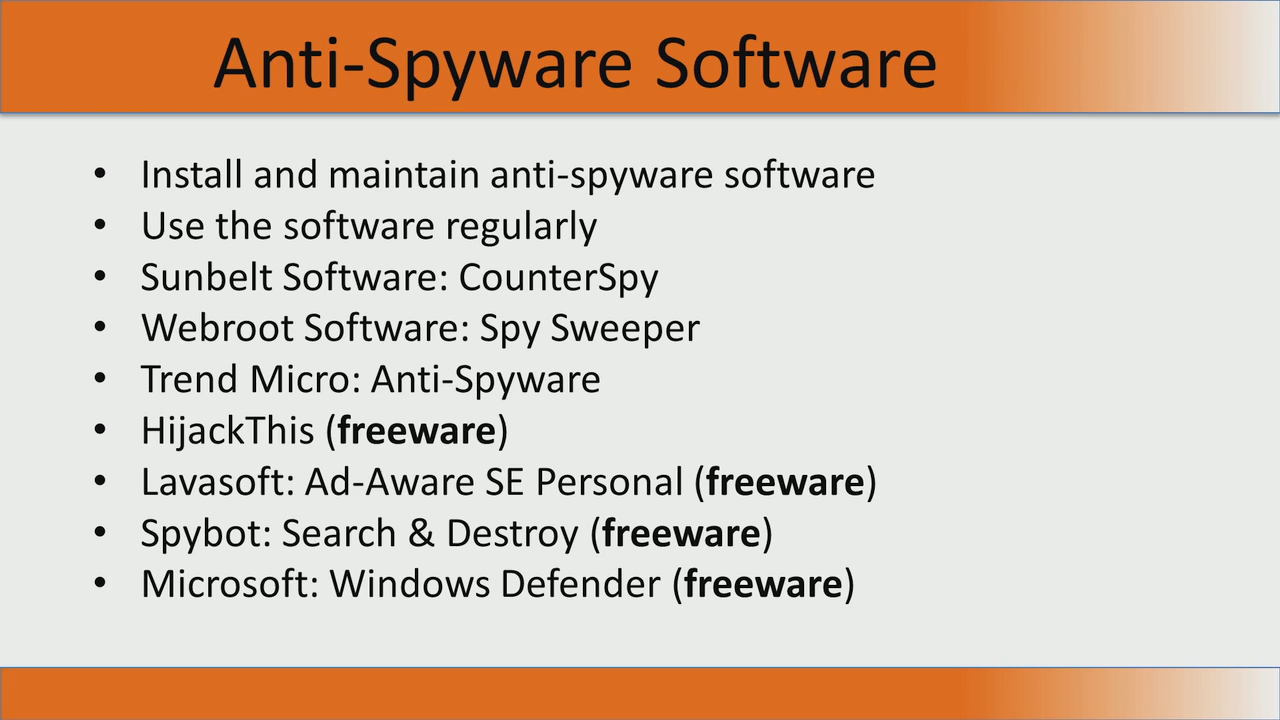 Anti-Spyware Software
• Install and maintain anti-spyware software
• Use the software regularly
• Sunbelt Software: CounterSpy
• Webroot Software: Spy Sweeper
• Trend Micro: Anti-Spyware
• HijackThis (freeware)
• Lavasoft: Ad-Aware SE Personal (freeware)
• Spybot: Search & Destroy (freeware)
• Microsoft: Windows Defender (freeware)